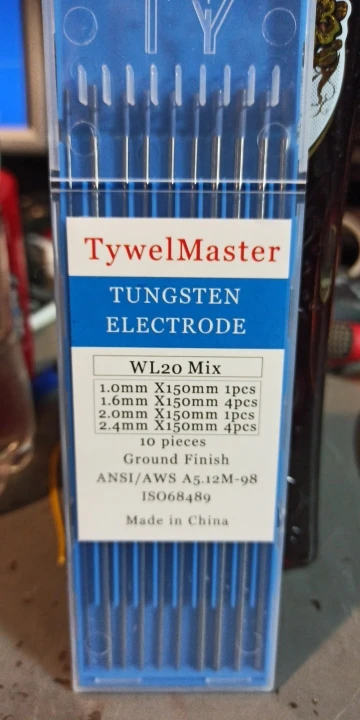 TY
TywelMaster
TUNGSTEN
ELECTRODE
WL20 Mix
1.0mm X150mm 1pcs
1.6mm X150mm 4pcs
2.0mm X150mm 1pcs
2.4mm X150mm 4pcs
10 pieces
Ground Finish
ANSI/AWS A5.12M-98
ISO68489
Made in China